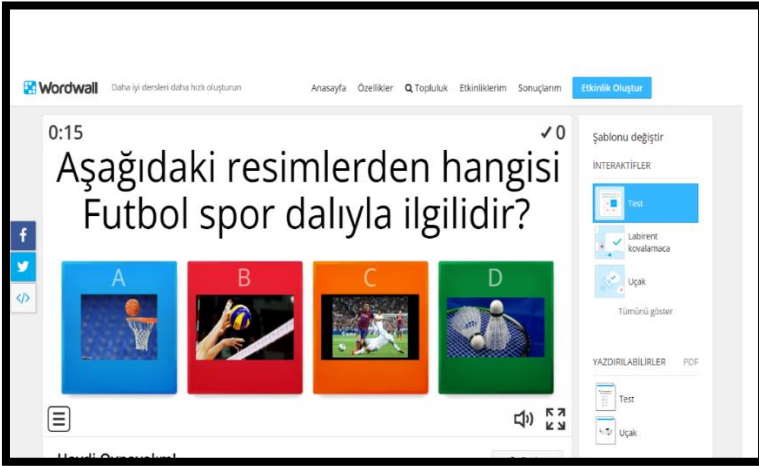 Wordwall Daha iyi dersleri daha hızlı oluşturun Anasayfa Özellikler Topluluk Etkinliklerim Sonuçlarım Etkinlik Oluştur
0:15 ✓0
Aşağıdaki resimlerden hangisi
Futbol spor dalıyla ilgilidir?
A B C D
Şablonu değiştir
İNTERAKTİFLER
Test
Labirent
kovalamaca
Uçak
Tümünü göster
YAZDIRILABİLİRLER PDF
Test
Uçak